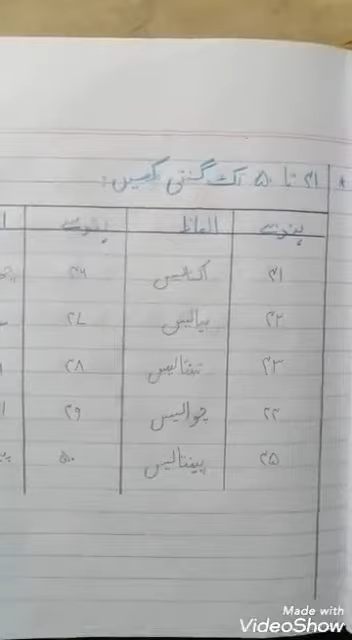 * ۴۱ تا ۵۰ تک گنتی لکھیں:
ہندسے الفاظ ہندسے
۴۱ اکتالیس ۴۶
۴۲ بیالیس ۴۷
۴۳ تنتالیس ۴۸
۴۴ چوالیس ۴۹
۴۵ پینتالیس ۵۰
Made with
VideoShow